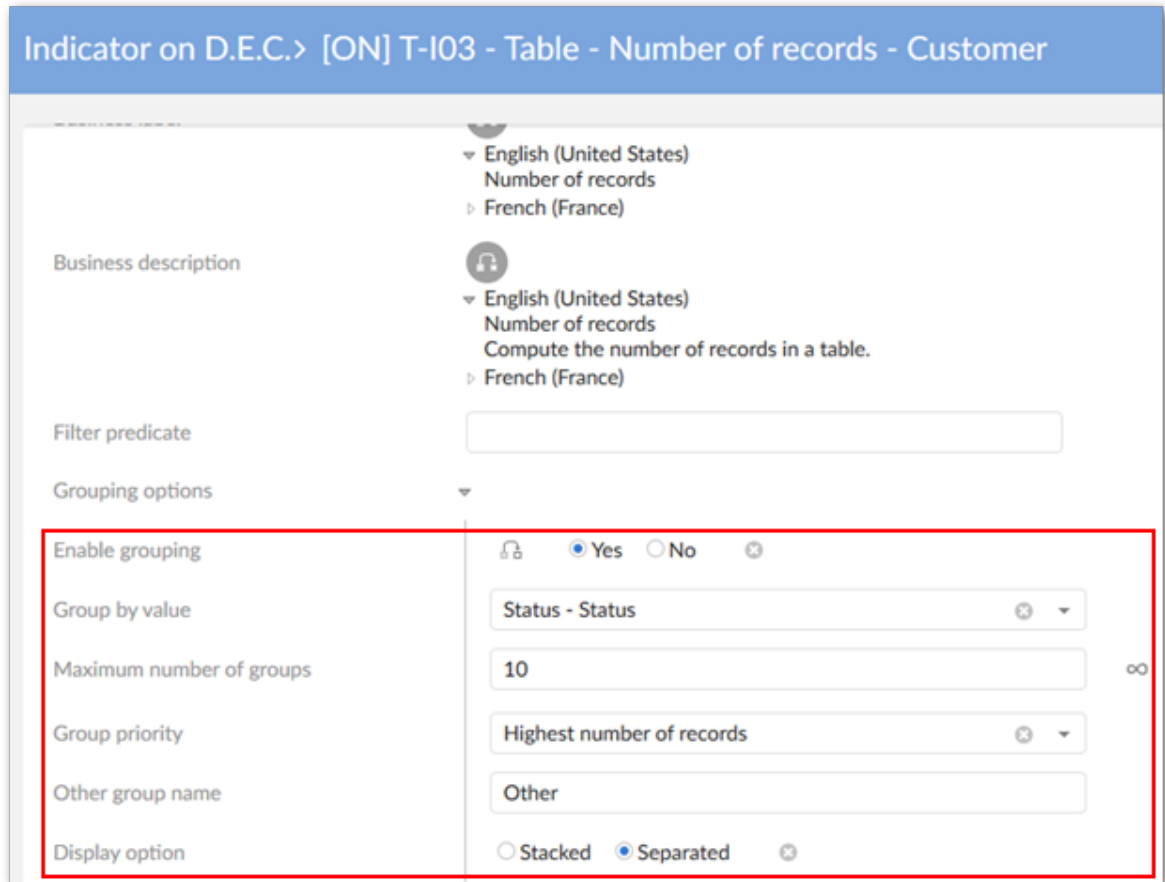 Indicator on D.E.C.> [ON] T-I03 - Table - Number of records - Customer
English (United States)
Number of records
French (France)
Business description
English (United States)
Number of records
Compute the number of records in a table.
French (France)
Filter predicate
Grouping options
Enable grouping Yes No
Group by value Status - Status
Maximum number of groups 10 ∞
Group priority Highest number of records
Other group name Other
Display option Stacked Separated